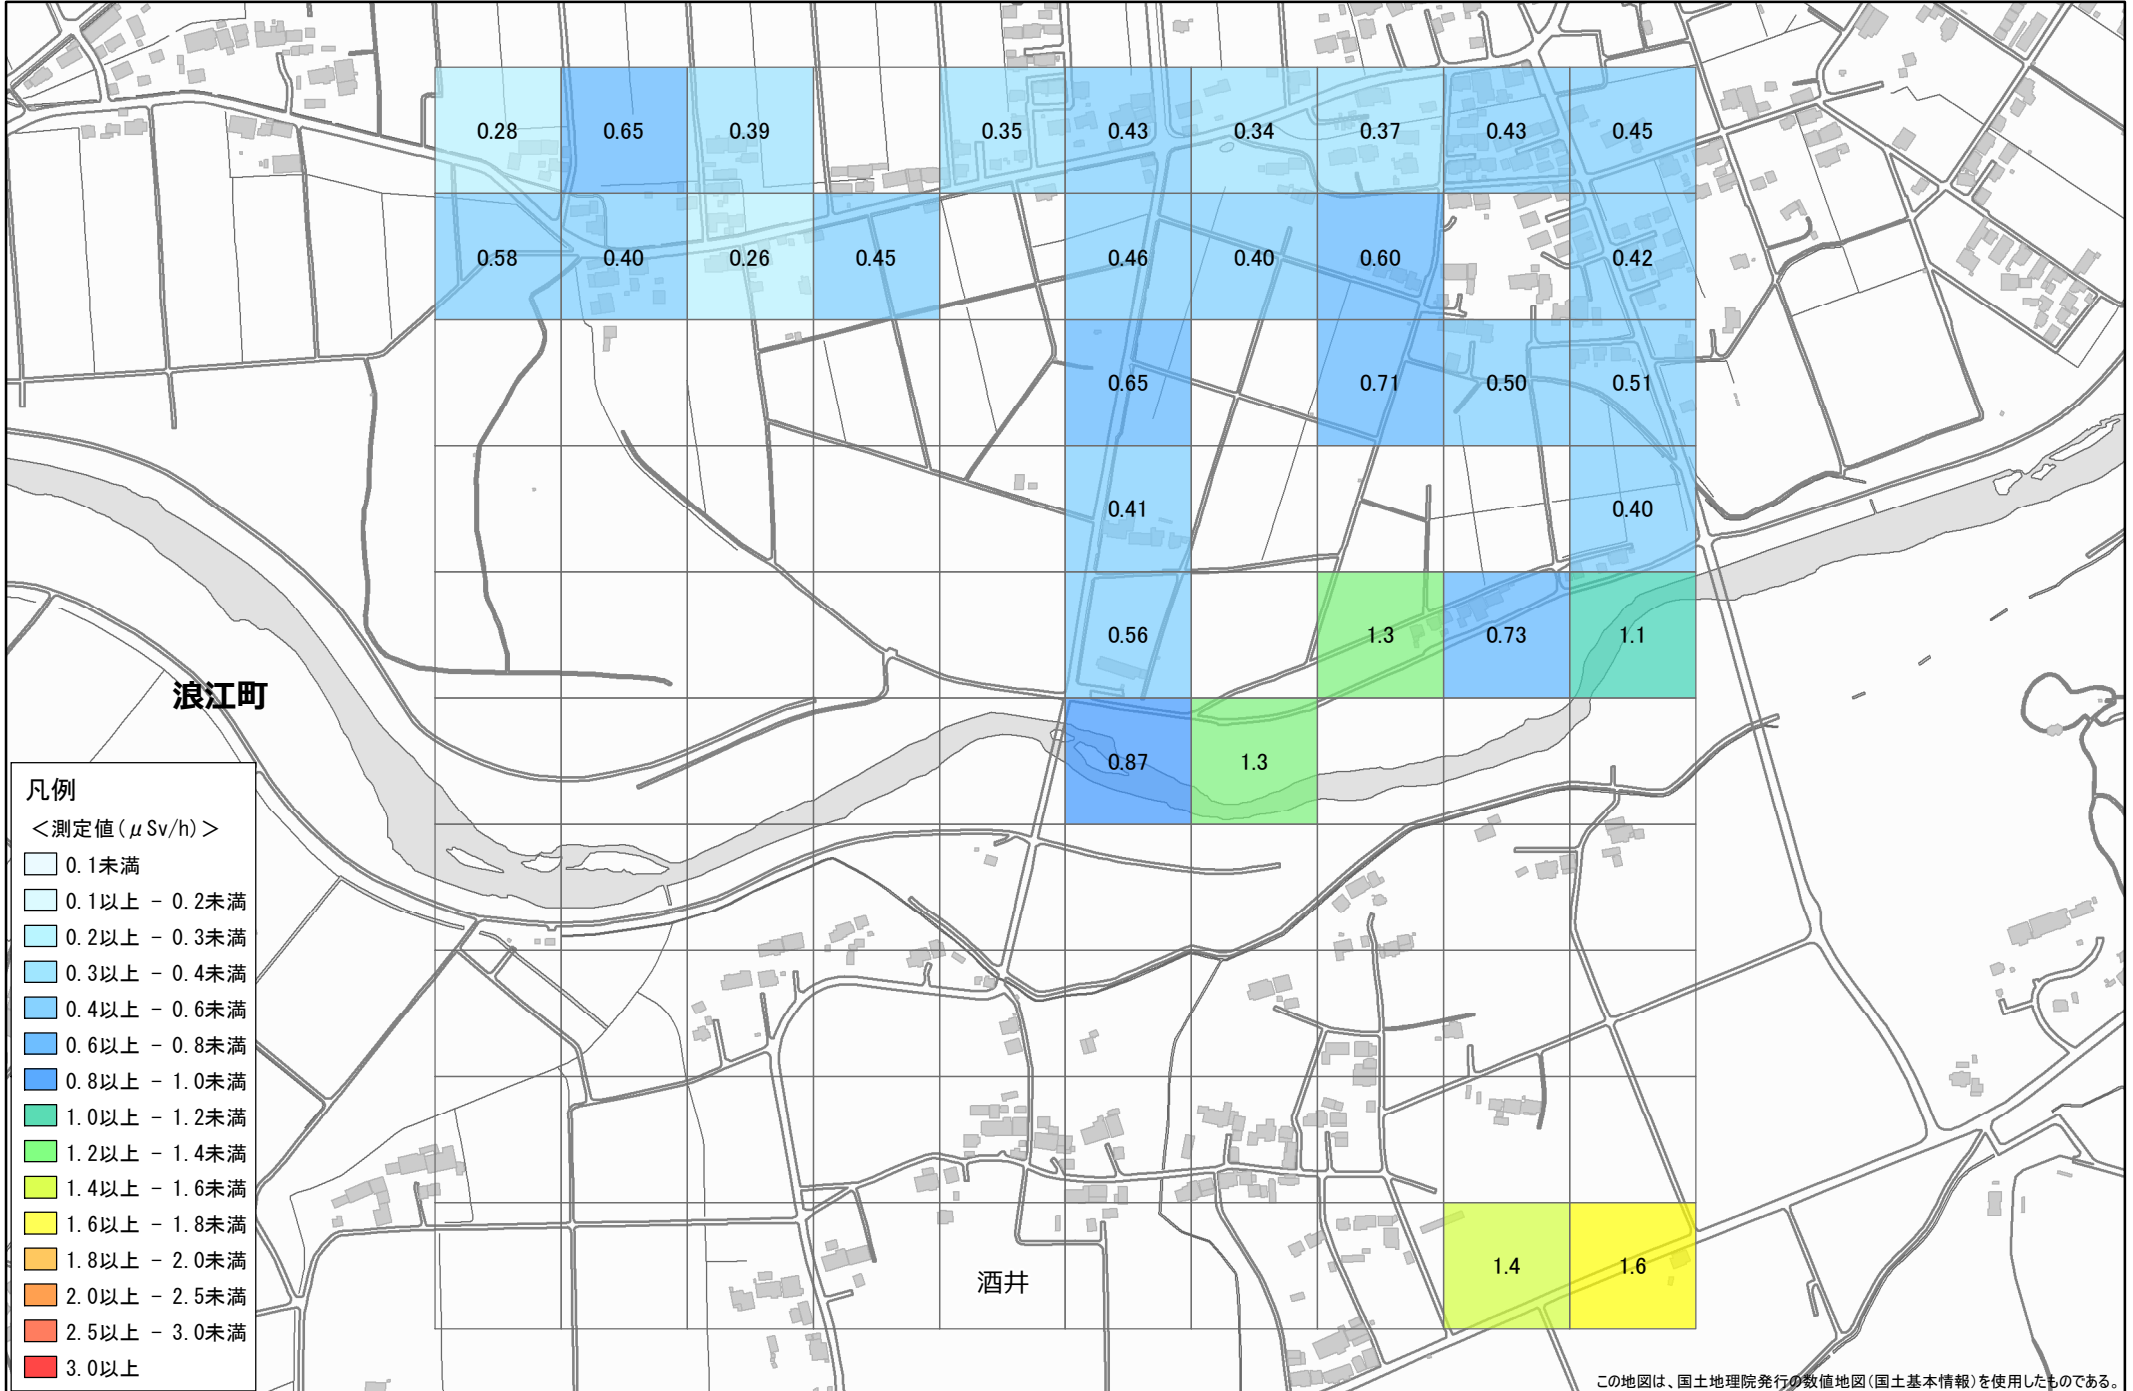 0.28 0.65 0.39 0.35 0.43 0.34 0.37 0.43 0.45
0.58 0.40 0.26 0.45 0.46 0.40 0.60 0.42
0.65 0.71 0.50 0.51
0.41 0.40
0.56 1.3 0.73 1.1
浪江町
0.87 1.3
凡例
＜測定値(μSv/h)＞
0.1未満
0.1以上 － 0.2未満
0.2以上 － 0.3未満
0.3以上 － 0.4未満
0.4以上 － 0.6未満
0.6以上 － 0.8未満
0.8以上 － 1.0未満
1.0以上 － 1.2未満
1.2以上 － 1.4未満
1.4以上 － 1.6未満
1.6以上 － 1.8未満
1.8以上 － 2.0未満
2.0以上 － 2.5未満
2.5以上 － 3.0未満
3.0以上
1.4 1.6
酒井
この地図は、国土地理院発行の数値地図(国土基本情報)を使用したものである。